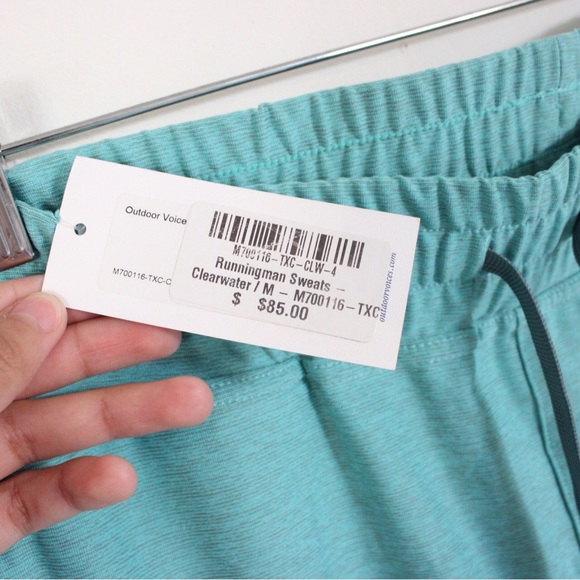 Outdoor Voice
M700116-TXC-C
M700116-TXC-CLW-4
Runningman Sweats -
Clearwater / M - M700116-TXC
$ $85.00
outdoorvoices.com